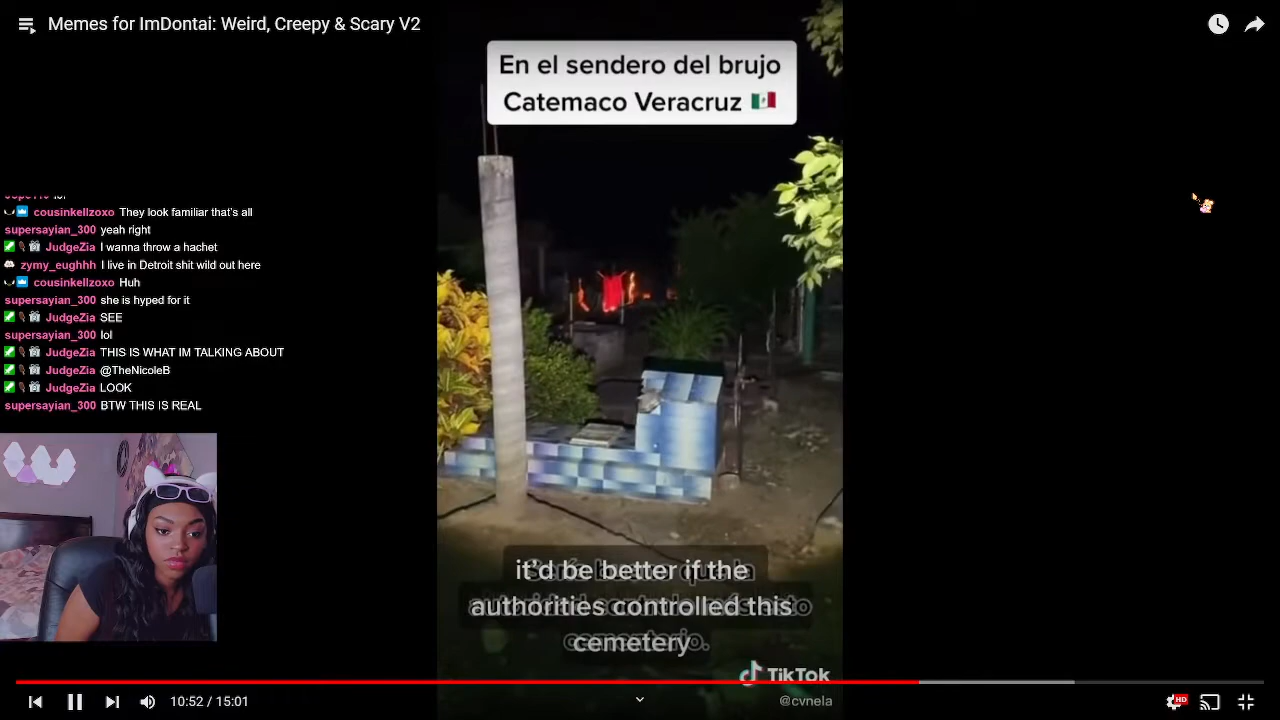 Memes for ImDontai: Weird, Creepy & Scary V2
En el sendero del brujo
Catemaco Veracruz
cousinkellzoxo They look familiar that's all
supersayian_300 yeah right
JudgeZia I wanna throw a hachet
zymy_eughhh I live in Detroit shit wild out here
cousinkellzoxo Huh
supersayian_300 she is hyped for it
JudgeZia SEE
supersayian_300 lol
JudgeZia THIS IS WHAT IM TALKING ABOUT
JudgeZia @TheNicoleB
JudgeZia LOOK
supersayian_300 BTW THIS IS REAL
it'd be better if the
authorities controlled this
cemetery
TikTok
@cvnela
10:52 / 15:01
HD